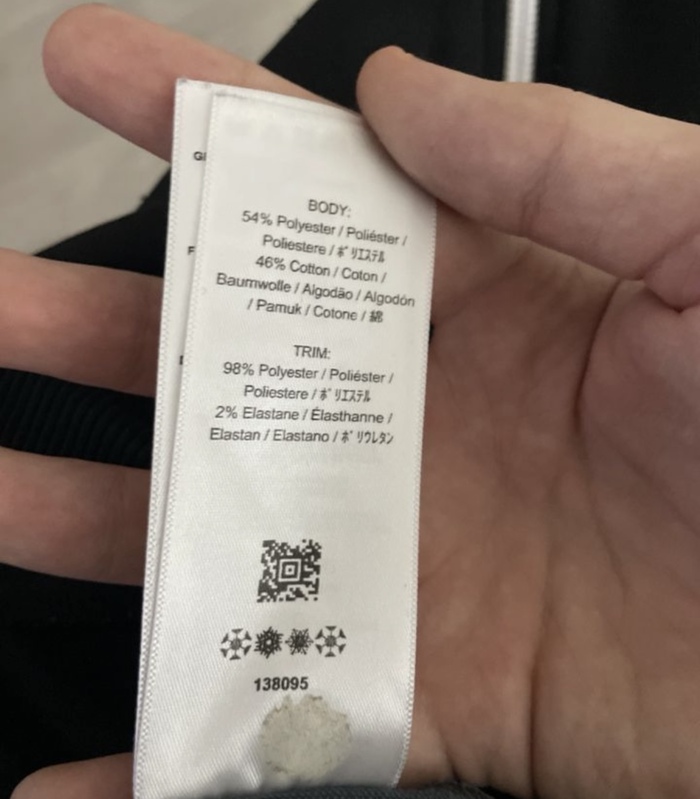 GI
F
BODY:
54% Polyester / Poliéster /
Poliestere / ﾎﾟﾘｴｽﾃﾙ
46% Cotton / Coton /
Baumwolle / Algodão / Algodón
/ Pamuk / Cotone / 綿
TRIM:
98% Polyester / Poliéster /
Poliestere / ﾎﾟﾘｴｽﾃﾙ
2% Elastane / Élasthanne /
Elastan / Elastano / ﾎﾟﾘｳﾚﾀﾝ
138095